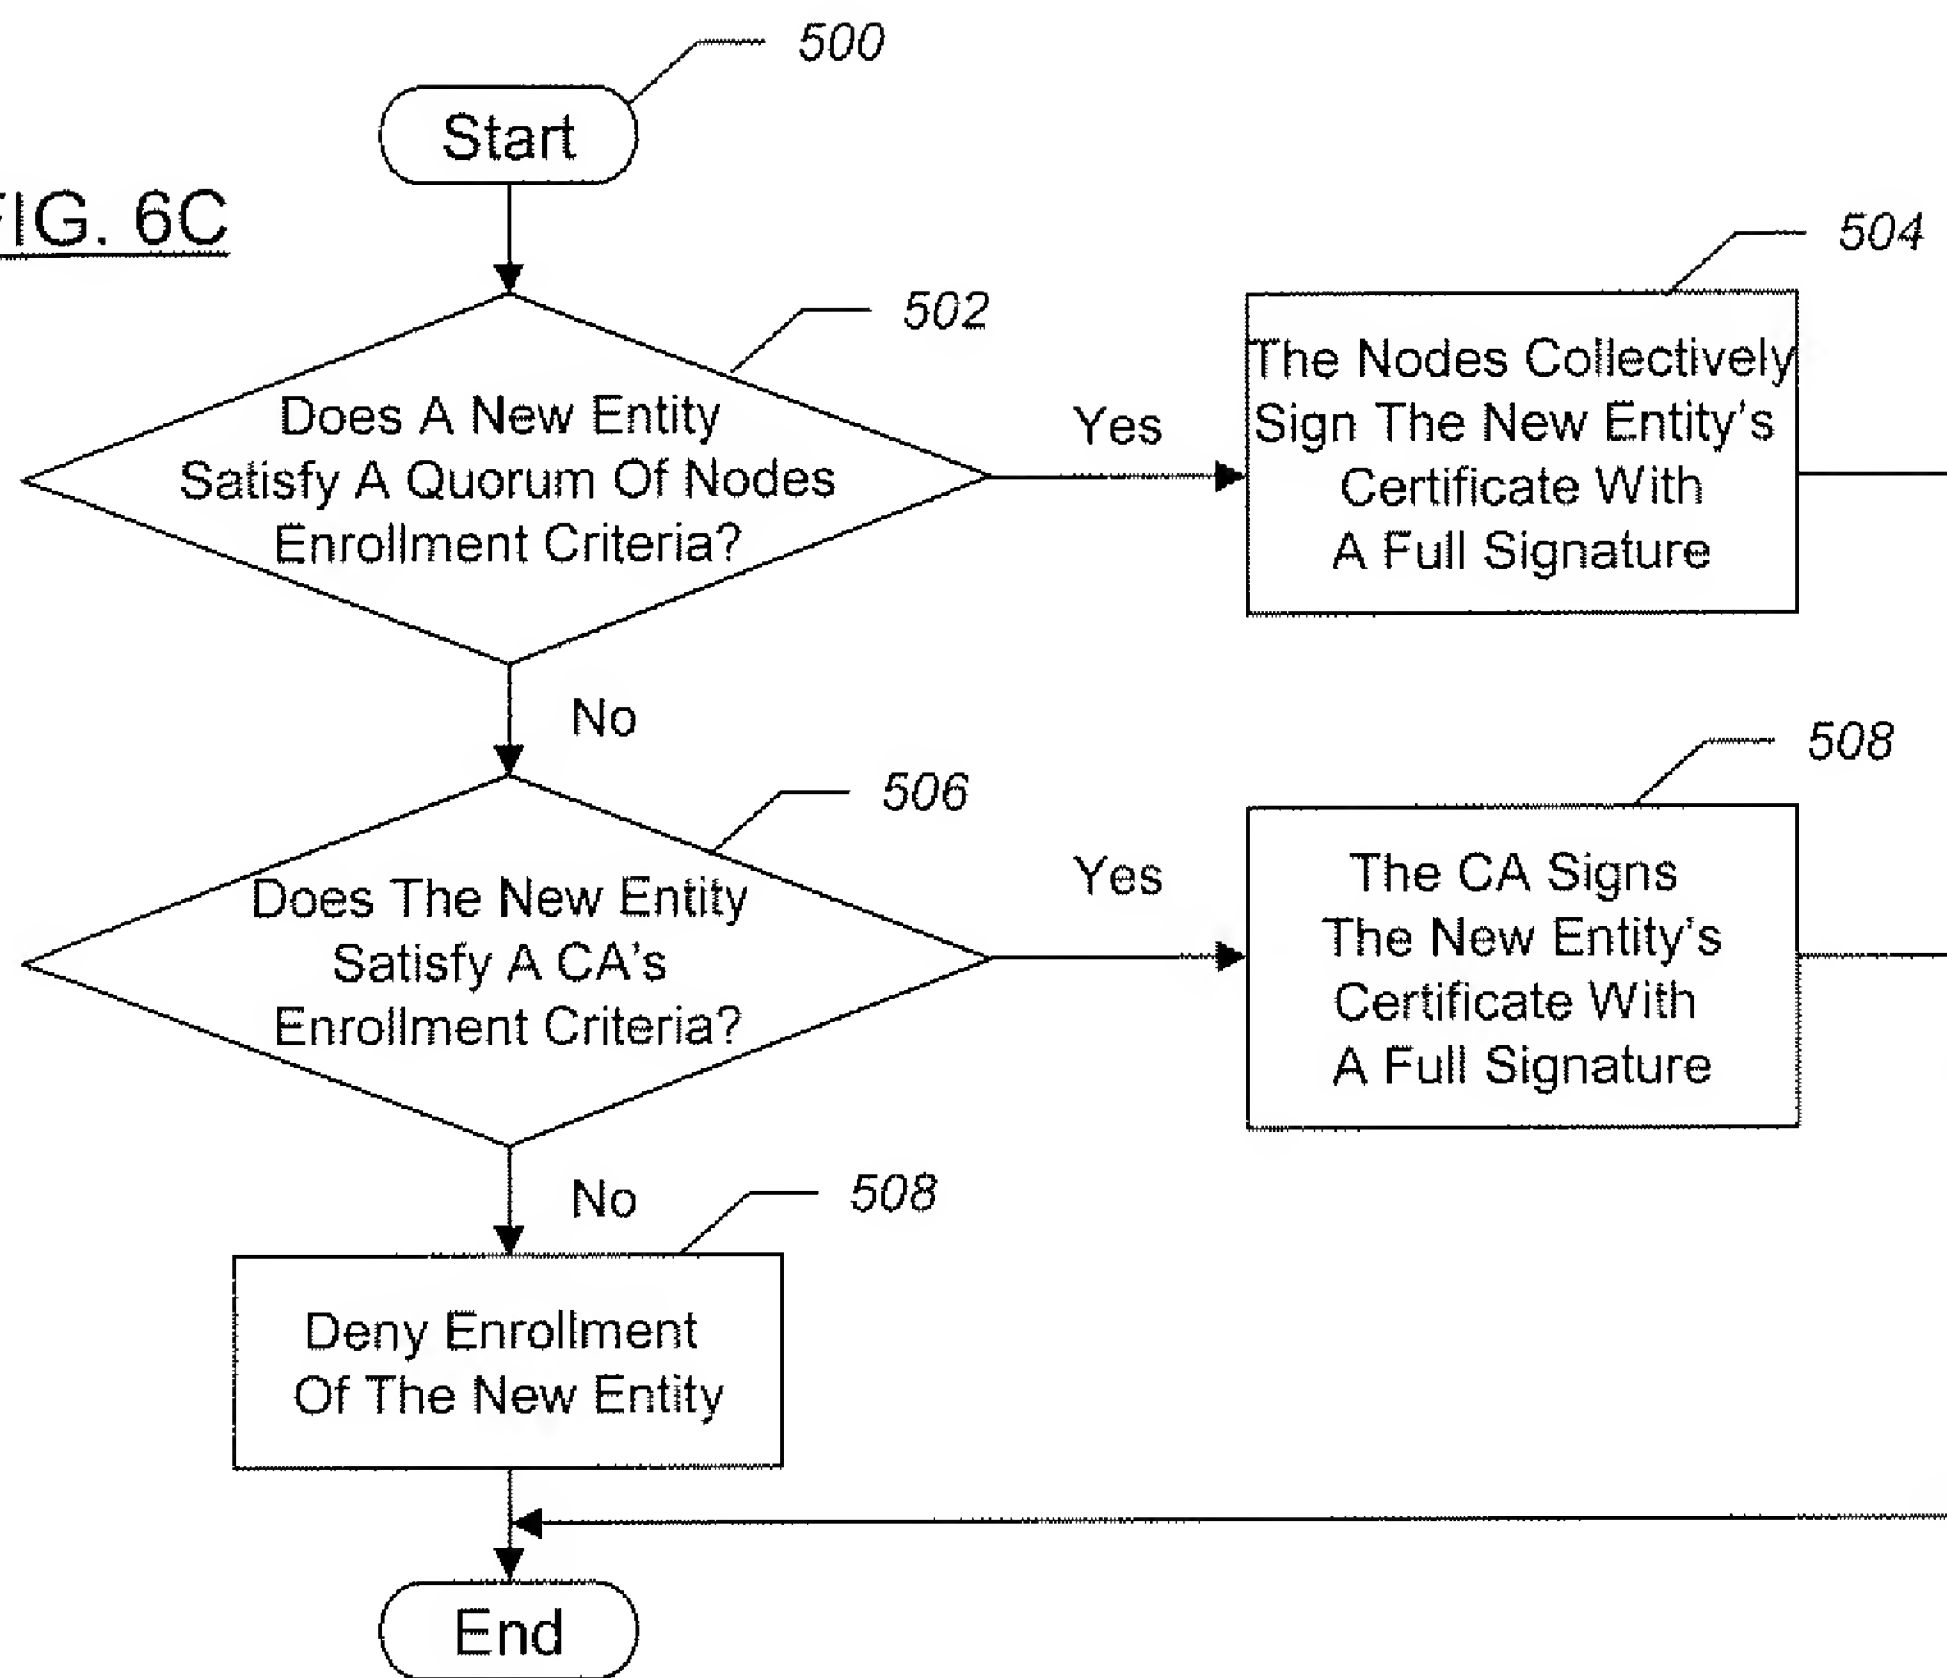 500
Start
FIG. 6C
504
502
The Nodes Collectively
Sign The New Entity's
Certificate With
A Full Signature
Does A New Entity
Satisfy A Quorum Of Nodes
Enrollment Criteria?
Yes
No
508
506
Does The New Entity
Satisfy A CA's
Enrollment Criteria?
Yes
The CA Signs
The New Entity's
Certificate With
A Full Signature
No
508
Deny Enrollment
Of The New Entity
End